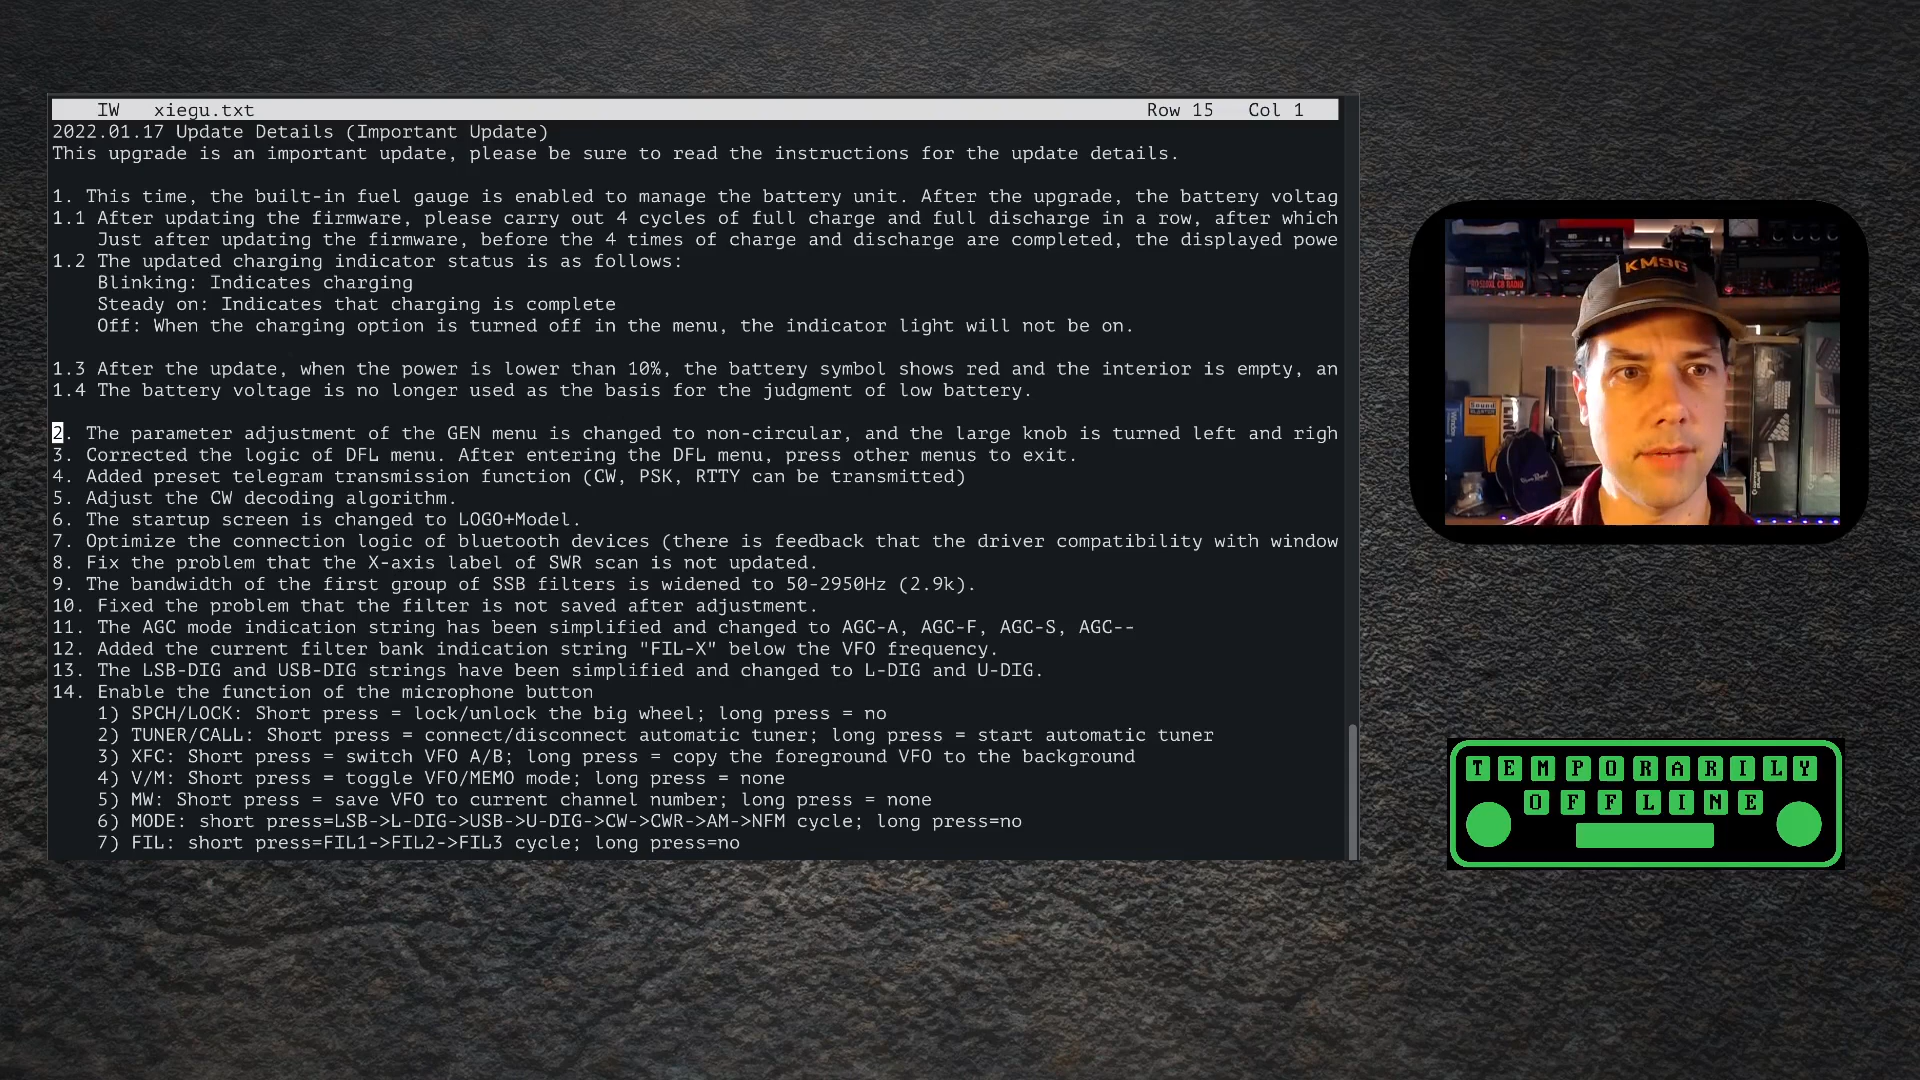 IW xiegu.txt Row 15 Col 1
2022.01.17 Update Details (Important Update)
This upgrade is an important update, please be sure to read the instructions for the update details.
1. This time, the built-in fuel gauge is enabled to manage the battery unit. After the upgrade, the battery voltag
1.1 After updating the firmware, please carry out 4 cycles of full charge and full discharge in a row, after which
Just after updating the firmware, before the 4 times of charge and discharge are completed, the displayed powe
1.2 The updated charging indicator status is as follows:
Blinking: Indicates charging
Steady on: Indicates that charging is complete
Off: When the charging option is turned off in the menu, the indicator light will not be on.
1.3 After the update, when the power is lower than 10%, the battery symbol shows red and the interior is empty, an
1.4 The battery voltage is no longer used as the basis for the judgment of low battery.
2. The parameter adjustment of the GEN menu is changed to non-circular, and the large knob is turned left and righ
3. Corrected the logic of DFL menu. After entering the DFL menu, press other menus to exit.
4. Added preset telegram transmission function (CW, PSK, RTTY can be transmitted)
5. Adjust the CW decoding algorithm.
6. The startup screen is changed to LOGO+Model.
7. Optimize the connection logic of bluetooth devices (there is feedback that the driver compatibility with window
8. Fix the problem that the X-axis label of SWR scan is not updated.
9. The bandwidth of the first group of SSB filters is widened to 50-2950Hz (2.9k).
10. Fixed the problem that the filter is not saved after adjustment.
11. The AGC mode indication string has been simplified and changed to AGC-A, AGC-F, AGC-S, AGC--
12. Added the current filter bank indication string "FIL-X" below the VFO frequency.
13. The LSB-DIG and USB-DIG strings have been simplified and changed to L-DIG and U-DIG.
14. Enable the function of the microphone button
1) SPCH/LOCK: Short press = lock/unlock the big wheel; long press = no
2) TUNER/CALL: Short press = connect/disconnect automatic tuner; long press = start automatic tuner
3) XFC: Short press = switch VFO A/B; long press = copy the foreground VFO to the background
4) V/M: Short press = toggle VFO/MEMO mode; long press = none
5) MW: Short press = save VFO to current channel number; long press = none
6) MODE: short press=LSB->L-DIG->USB->U-DIG->CW->CWR->AM->NFM cycle; long press=no
7) FIL: short press=FIL1->FIL2->FIL3 cycle; long press=no
KM9G
PRO520XL CB RADIO
Sound BLASTER
TEMPORARILY
OFFLINE